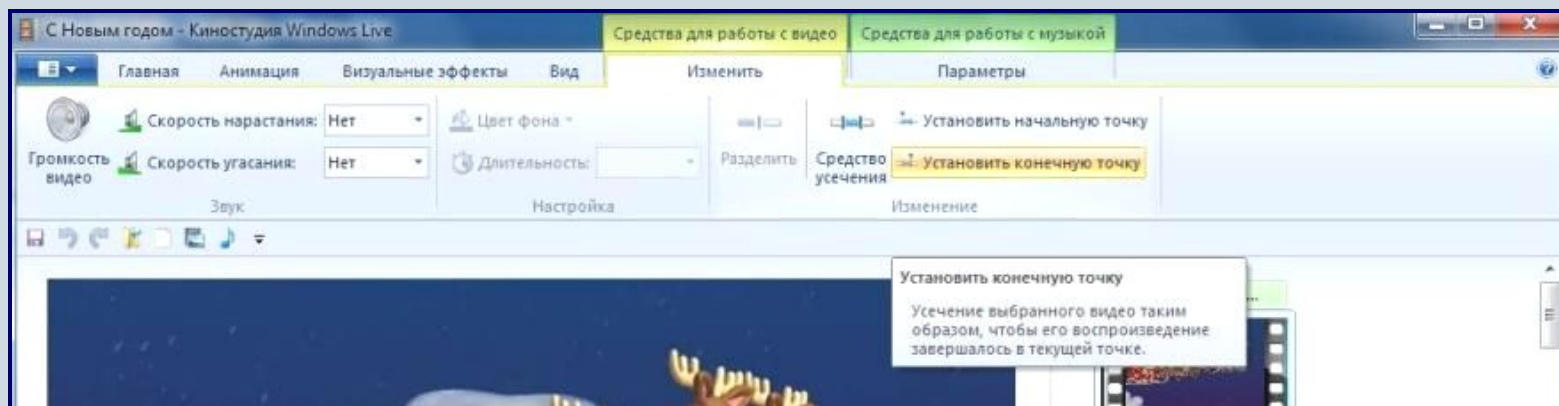 С Новым годом - Киностудия Windows Live
Средства для работы с видео
Средства для работы с музыкой
Главная
Анимация
Визуальные эффекты
Вид
Изменить
Параметры
Громкость видео
Скорость нарастания: Нет
Скорость угасания: Нет
Звук
Цвет фона
Длительность:
Настройка
Разделить
Средство усечения
Установить начальную точку
Установить конечную точку
Изменение
Установить конечную точку
Усечение выбранного видео таким
образом, чтобы его воспроизведение
завершалось в текущей точке.
...